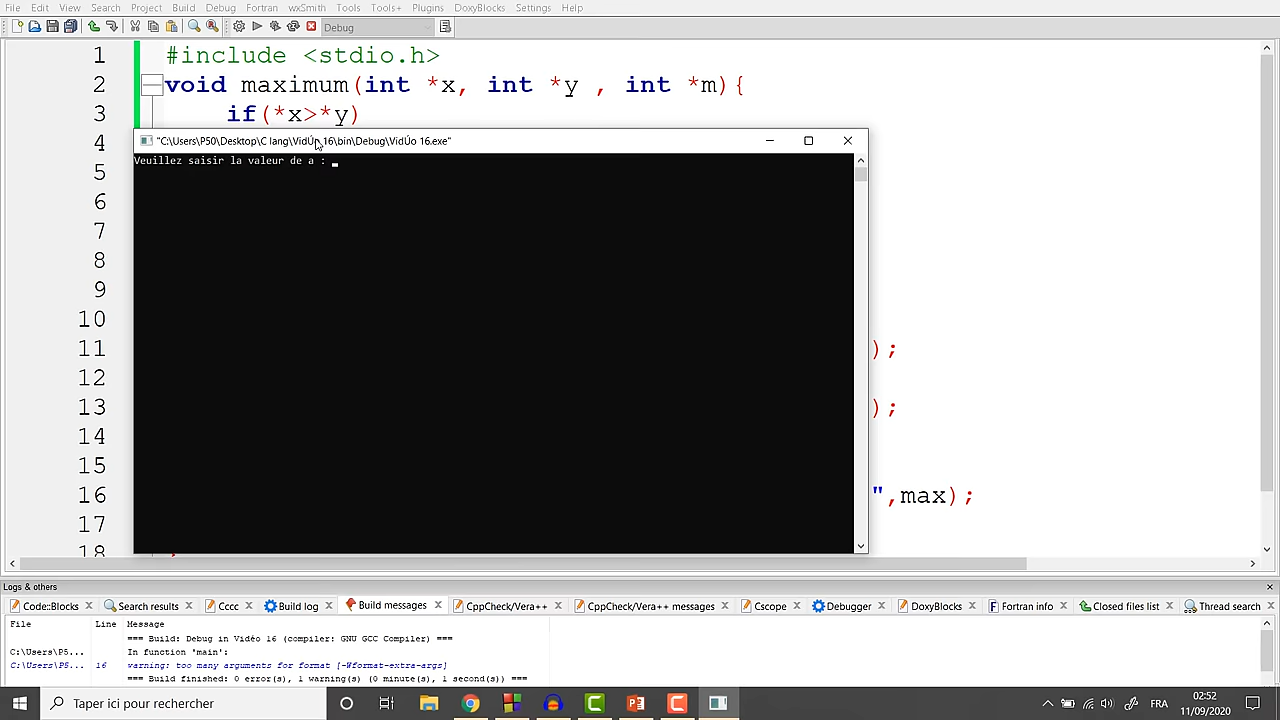 File Edit View Search Project Build Debug Fortran wxSmith Tools Tools+ Plugins DoxyBlocks Settings Help
Debug
1 #include <stdio.h>
2 void maximum(int *x, int *y , int *m){
3 if(*x>*y)
4
"C:\Users\P50\Desktop\C lang\VidÚo 16\bin\Debug\VidÚo 16.exe"
Veuillez saisir la valeur de a :
5
6
7
8
9
10
11 );
12
13 );
14
15
16 ",max);
17
18
Logs & others
Code::Blocks Search results Cccc Build log Build messages CppCheck/Vera++ CppCheck/Vera++ messages Cscope Debugger DoxyBlocks Fortran info Closed files list Thread search
File Line Message
=== Build: Debug in Vidéo 16 (compiler: GNU GCC Compiler) ===
C:\Users\P5... In function 'main':
C:\Users\P5... 16 warning: too many arguments for format [-Wformat-extra-args]
=== Build finished: 0 error(s), 1 warning(s) (0 minute(s), 1 second(s)) ===
Taper ici pour rechercher
FRA
02:52
11/09/2020